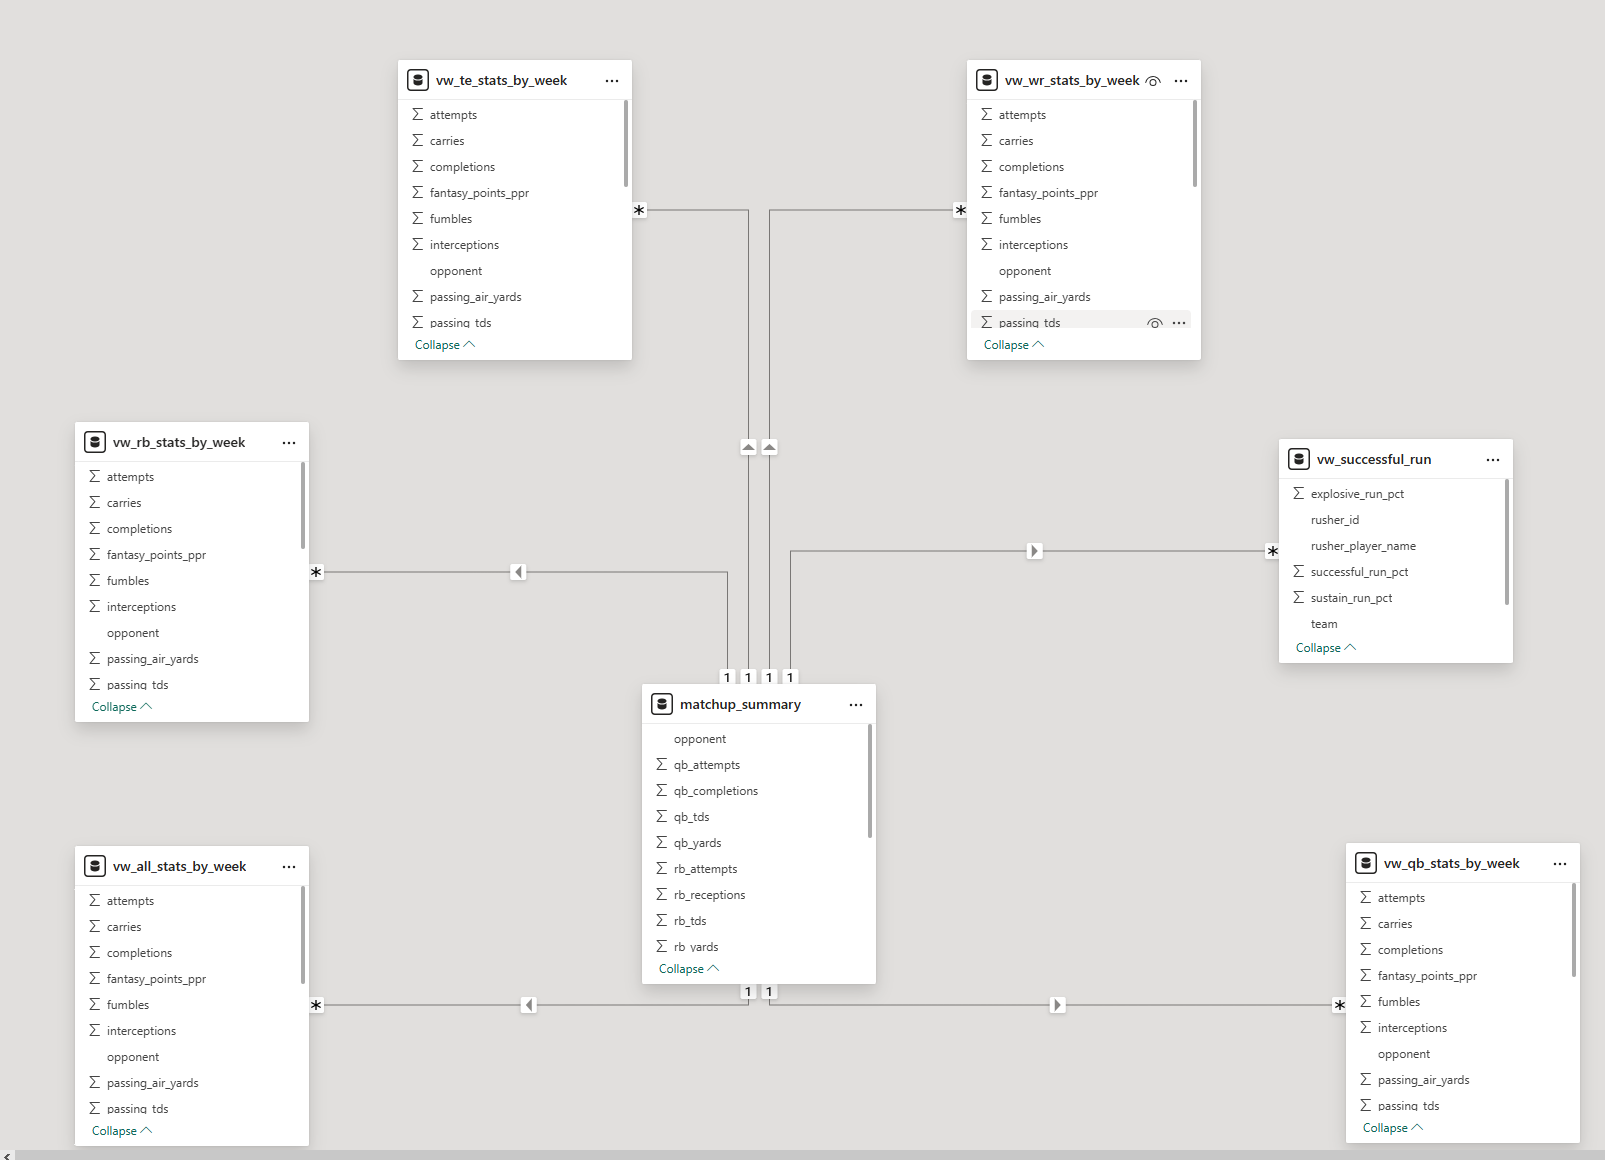 vw_te_stats_by_week ...
attempts
carries
completions
fantasy_points_ppr
fumbles
interceptions
opponent
passing_air_yards
passing_tds
Collapse
*
vw_wr_stats_by_week ...
attempts
carries
completions
fantasy_points_ppr
fumbles
interceptions
opponent
passing_air_yards
passing_tds ...
Collapse
*
vw_rb_stats_by_week ...
attempts
carries
completions
fantasy_points_ppr
fumbles
interceptions
opponent
passing_air_yards
passing_tds
Collapse
*
vw_successful_run ...
explosive_run_pct
rusher_id
rusher_player_name
successful_run_pct
sustain_run_pct
team
Collapse
*
1 1 1 1
matchup_summary ...
opponent
qb_attempts
qb_completions
qb_tds
qb_yards
rb_attempts
rb_receptions
rb_tds
rb_yards
Collapse
1 1
vw_all_stats_by_week ...
attempts
carries
completions
fantasy_points_ppr
fumbles
interceptions
opponent
passing_air_yards
passing_tds
Collapse
*
vw_qb_stats_by_week ...
attempts
carries
completions
fantasy_points_ppr
fumbles
interceptions
opponent
passing_air_yards
passing_tds
Collapse
*